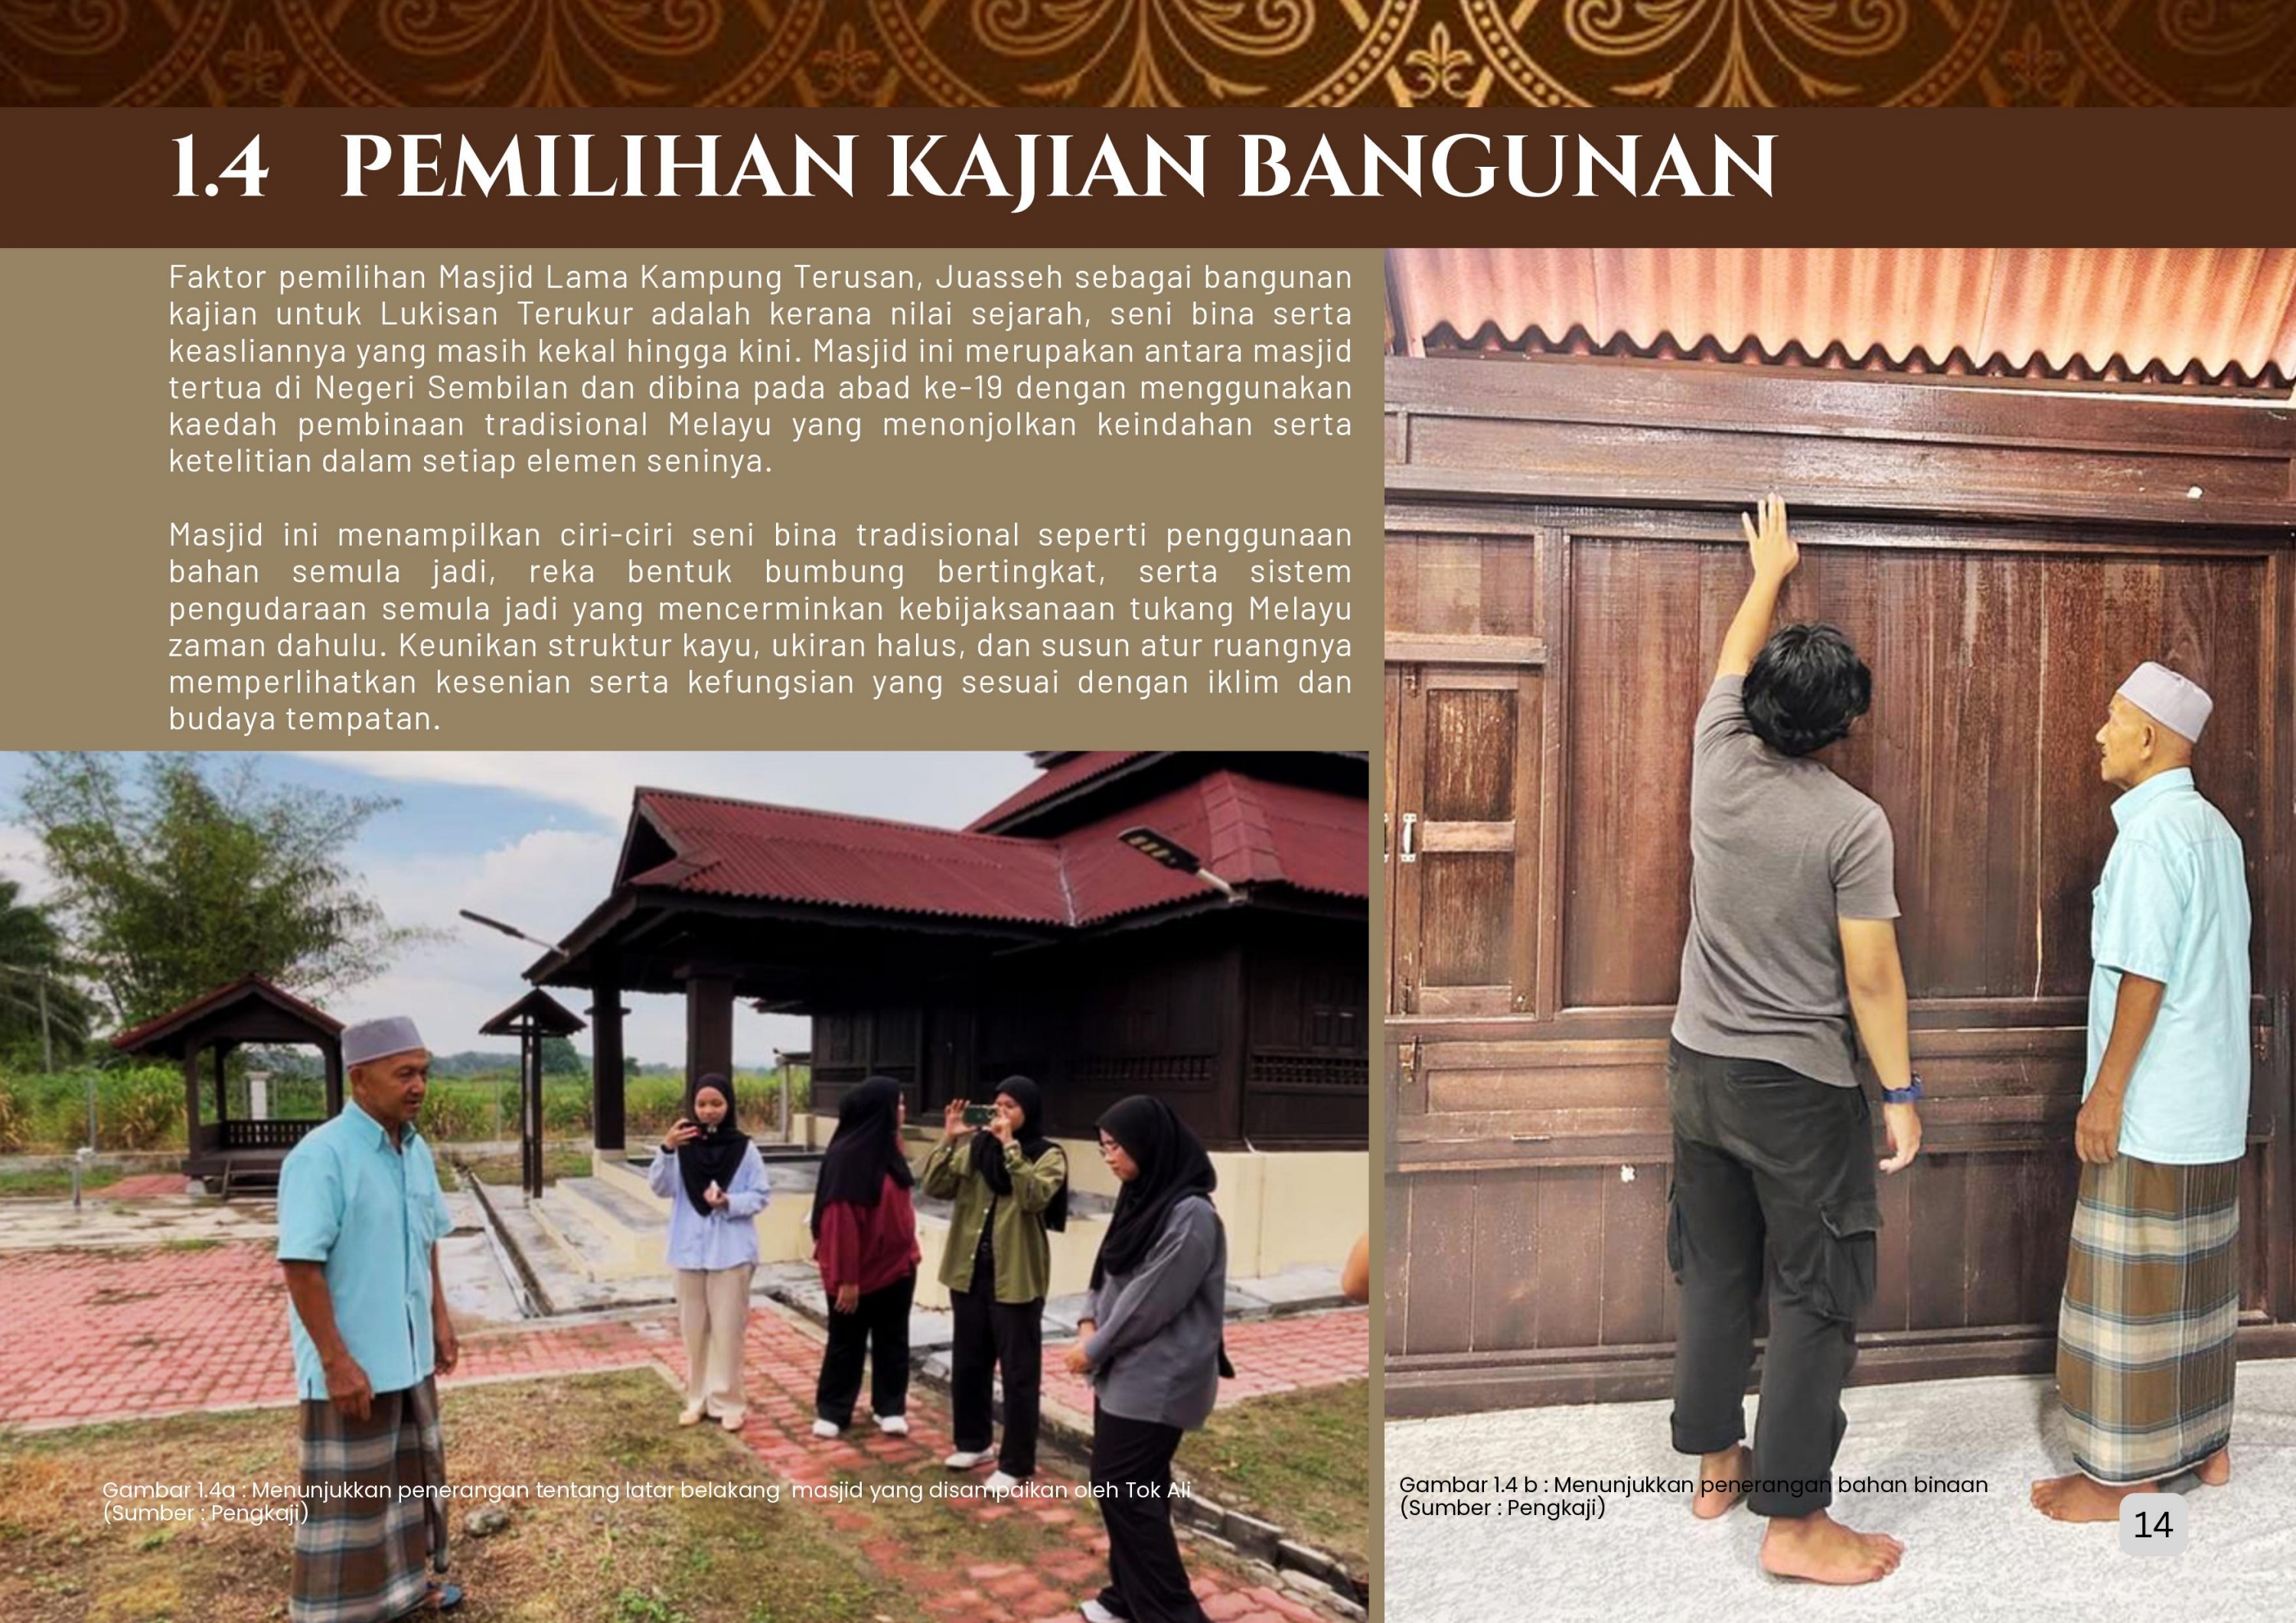 1.4 PEMILIHAN KAJIAN BANGUNAN
Faktor pemilihan Masjid Lama Kampung Terusan, Juasseh sebagai bangunan
kajian untuk Lukisan Terukur adalah kerana nilai sejarah, seni bina serta
keasliannya yang masih kekal hingga kini. Masjid ini merupakan antara masjid
tertua di Negeri Sembilan dan dibina pada abad ke-19 dengan menggunakan
kaedah pembinaan tradisional Melayu yang menonjolkan keindahan serta
ketelitian dalam setiap elemen seninya.
Masjid ini menampilkan ciri-ciri seni bina tradisional seperti penggunaan
bahan semula jadi, reka bentuk bumbung bertingkat, serta sistem
pengudaraan semula jadi yang mencerminkan kebijaksanaan tukang Melayu
zaman dahulu. Keunikan struktur kayu, ukiran halus, dan susun atur ruangnya
memperlihatkan kesenian serta kefungsian yang sesuai dengan iklim dan
budaya tempatan.
Gambar 1.4a : Menunjukkan penerangan tentang latar belakang masjid yang disampaikan oleh Tok Ali
(Sumber : Pengkaji)
Gambar 1.4 b : Menunjukkan penerangan bahan binaan
(Sumber : Pengkaji)
14